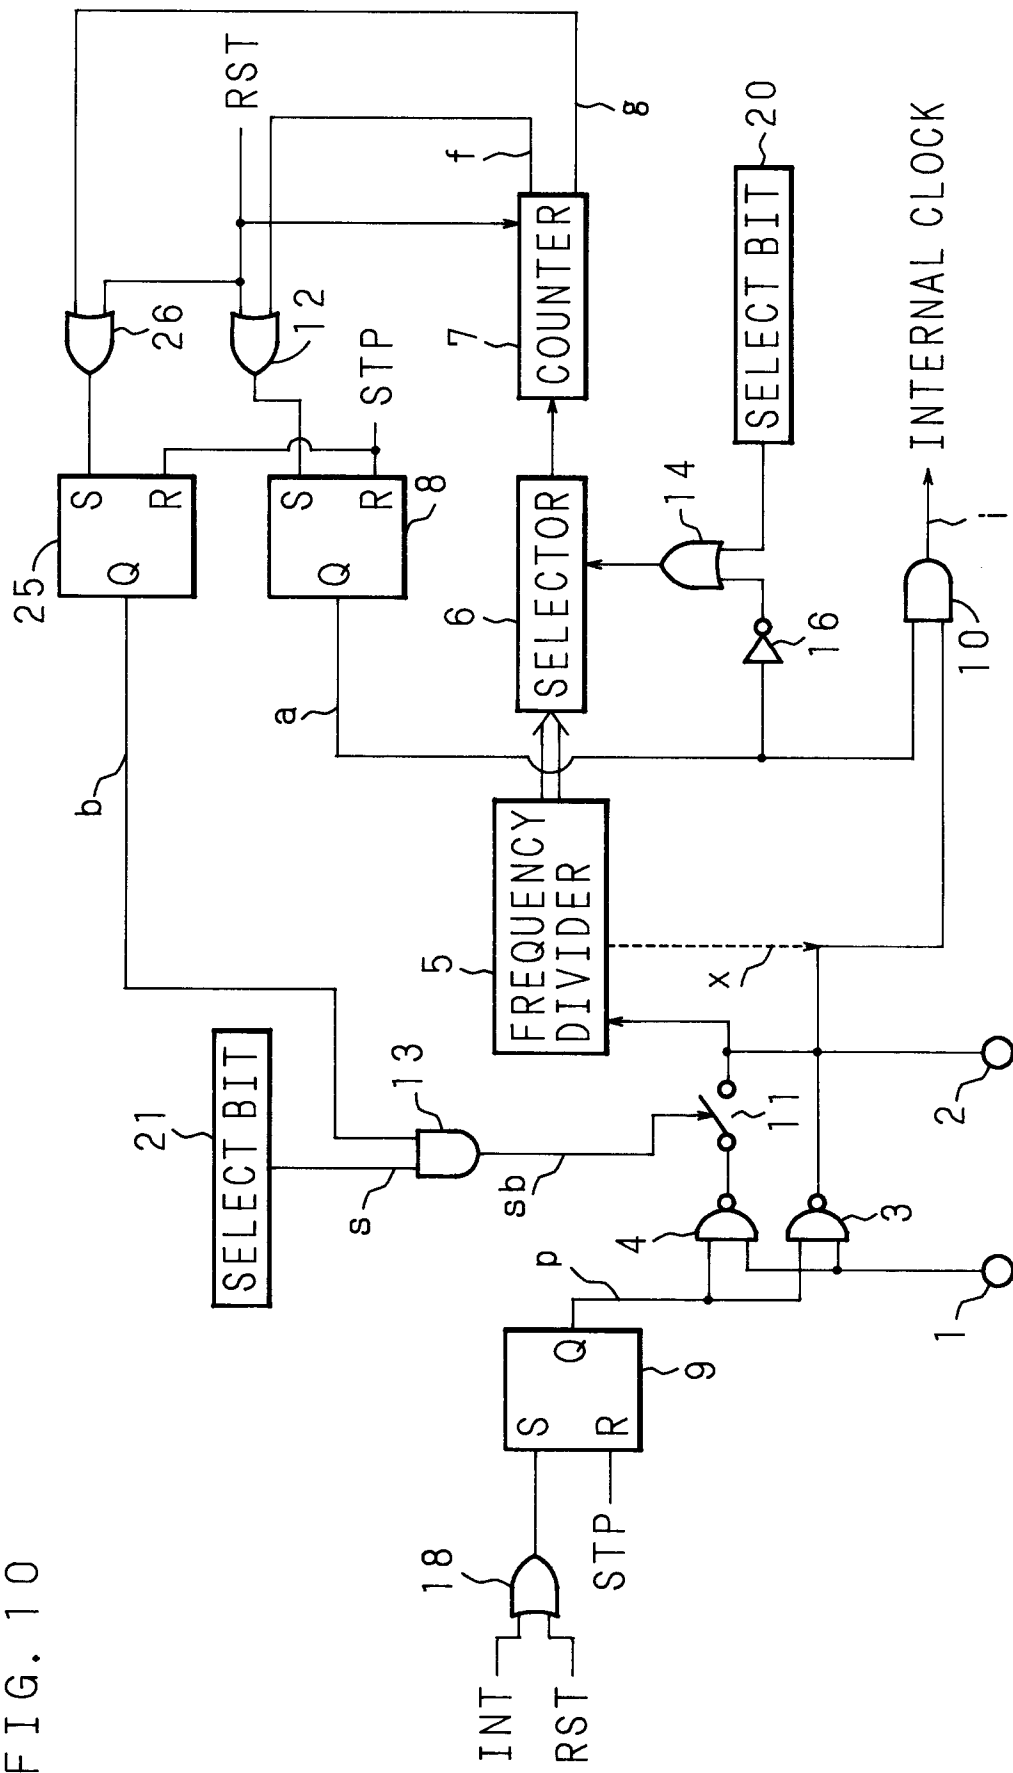 FIG. 10
INT
RST
18
STP
S
R
Q
9
p
SELECT BIT
21
s
13
sb
4
3
11
1
2
b
FREQUENCY
DIVIDER
5
x
a
SELECTOR
6
14
16
10
i
INTERNAL CLOCK
25
Q
S
R
Q
S
R
8
STP
26
12
RST
COUNTER
7
f
g
SELECT BIT
20